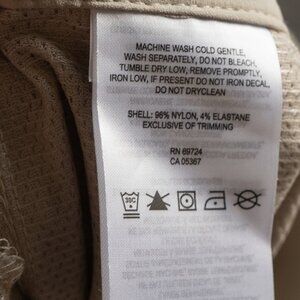 MACHINE WASH COLD GENTLE,
WASH SEPARATELY, DO NOT BLEACH,
TUMBLE DRY LOW, REMOVE PROMPTLY,
IRON LOW, IF PRESENT DO NOT IRON DECAL,
DO NOT DRYCLEAN
SHELL: 96% NYLON, 4% ELASTANE
EXCLUSIVE OF TRIMMING
RN 69724
CA 05367
30C